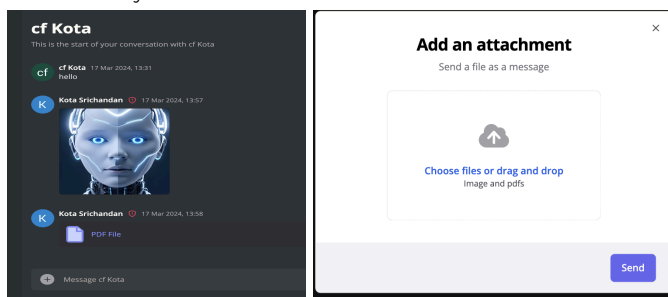 cf Kota
This is the start of your conversation with cf Kota
cf
cf Kota 17 Mar 2024, 13:31
hello
K
Kota Srichandan 17 Mar 2024, 13:57
K
Kota Srichandan 17 Mar 2024, 13:58
PDF File
Message cf Kota
Add an attachment
Send a file as a message
Choose files or drag and drop
Image and pdfs
Send